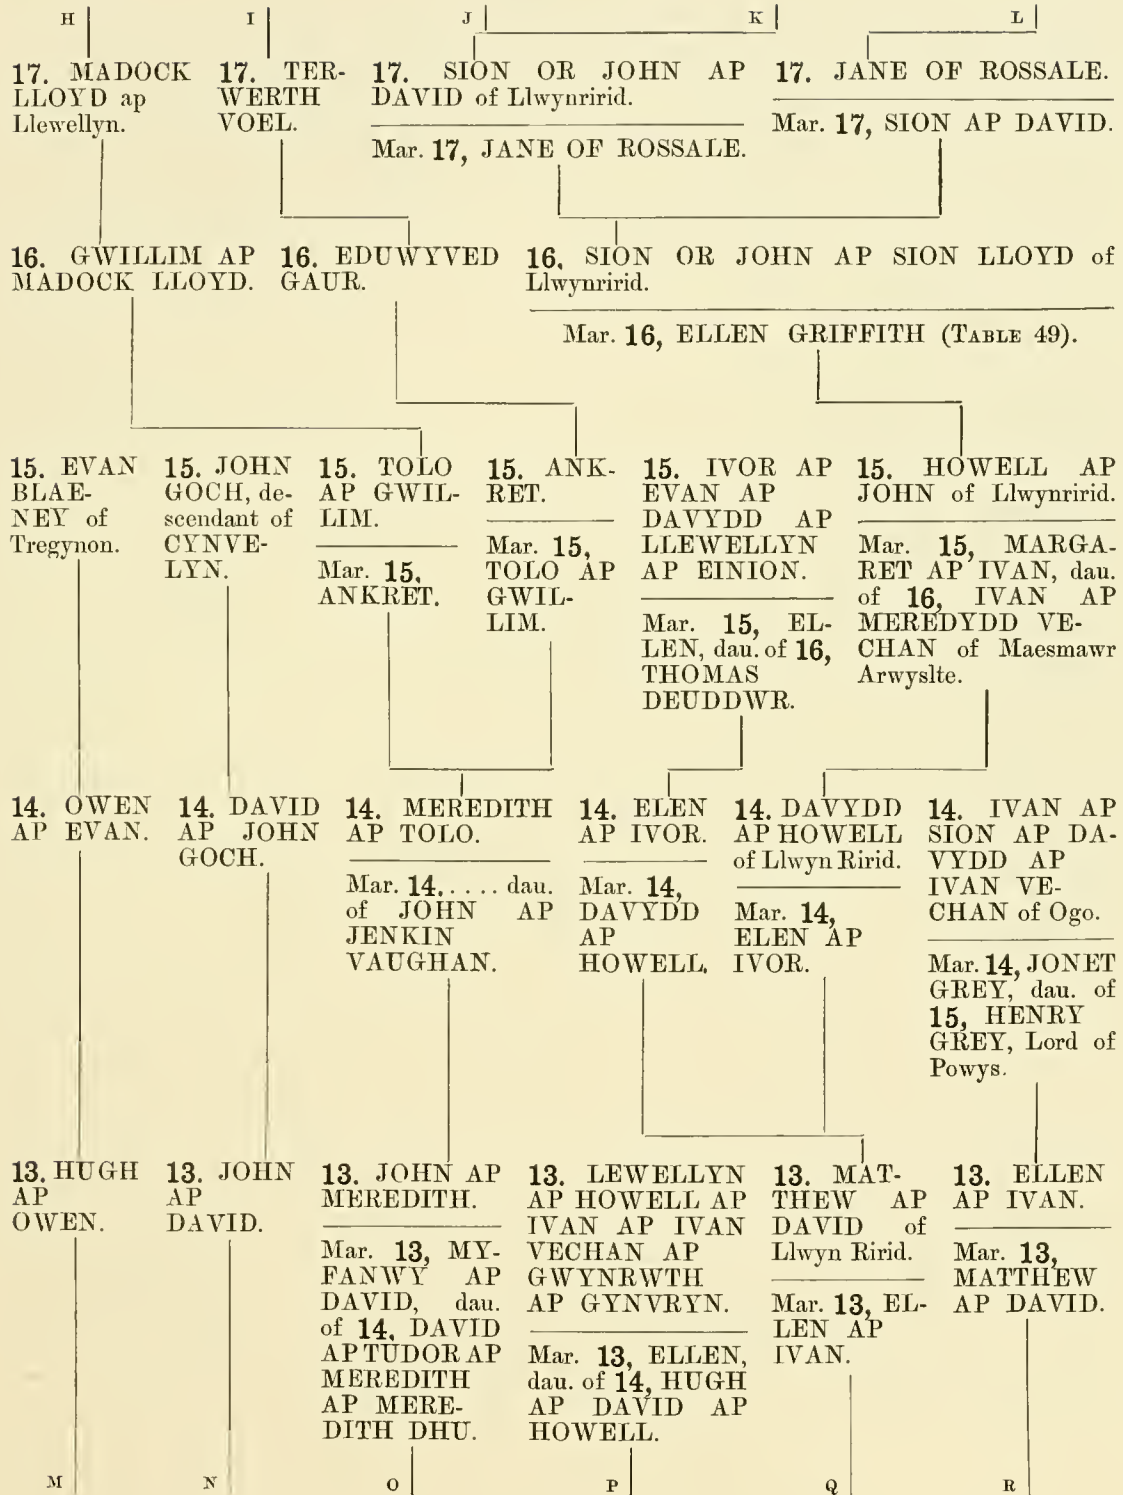 H I J K L
17. MADOCK
LLOYD ap
Llewellyn.
17. TER-
WERTH
VOEL.
17. SION OR JOHN AP
DAVID of Llwynririd.
Mar. 17, JANE OF ROSSALE.
17. JANE OF ROSSALE.
Mar. 17, SION AP DAVID.
16. GWILLIM AP
MADOCK LLOYD.
16. EDUWYVED
GAUR.
16. SION OR JOHN AP SION LLOYD of
Llwynririd.
Mar. 16, ELLEN GRIFFITH (TABLE 49).
15. EVAN
BLAE-
NEY of
Tregynon.
15. JOHN
GOCH, de-
scendant of
CYNVE-
LYN.
15. TOLO
AP GWIL-
LIM.
Mar. 15,
ANKRET.
15. ANK-
RET.
Mar. 15,
TOLO AP
GWIL-
LIM.
15. IVOR AP
EVAN AP
DAVYDD AP
LLEWELLYN
AP EINION.
Mar. 15, EL-
LEN, dau. of 16,
THOMAS
DEUDDWR.
15. HOWELL AP
JOHN of Llwynririd.
Mar. 15, MARGA-
RET AP IVAN, dau.
of 16, IVAN AP
MEREDYDD VE-
CHAN of Maesmawr
Arwyslte.
14. OWEN
AP EVAN.
14. DAVID
AP JOHN
GOCH.
14. MEREDITH
AP TOLO.
Mar. 14..... dau.
of JOHN AP
JENKIN
VAUGHAN.
14. ELEN
AP IVOR.
Mar. 14,
DAVYDD
AP
HOWELL.
14. DAVYDD
AP HOWELL
of Llwyn Ririd.
Mar. 14,
ELEN AP
IVOR.
14. IVAN AP
SION AP DA-
VYDD AP
IVAN VE-
CHAN of Ogo.
Mar. 14, JONET
GREY, dau. of
15, HENRY
GREY, Lord of
Powys.
13. HUGH
AP
OWEN.
13. JOHN
AP
DAVID.
13. JOHN AP
MEREDITH.
Mar. 13, MY-
FANWY AP
DAVID, dau.
of 14, DAVID
AP TUDOR AP
MEREDITH
AP MERE-
DITH DHU.
13. LEWELLYN
AP HOWELL AP
IVAN AP IVAN
VECHAN AP
GWYNRWTH
AP GYNVRYN.
Mar. 13, ELLEN,
dau. of 14, HUGH
AP DAVID AP
HOWELL.
13. MAT-
THEW AP
DAVID of
Llwyn Ririd.
Mar. 13, EL-
LEN AP
IVAN.
13. ELLEN
AP IVAN.
Mar. 13,
MATTHEW
AP DAVID.
M N O P Q R